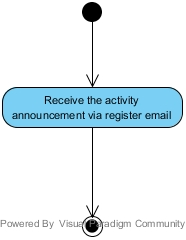 Receive the activity
announcement via register email
Powered By Visual Paradigm Community